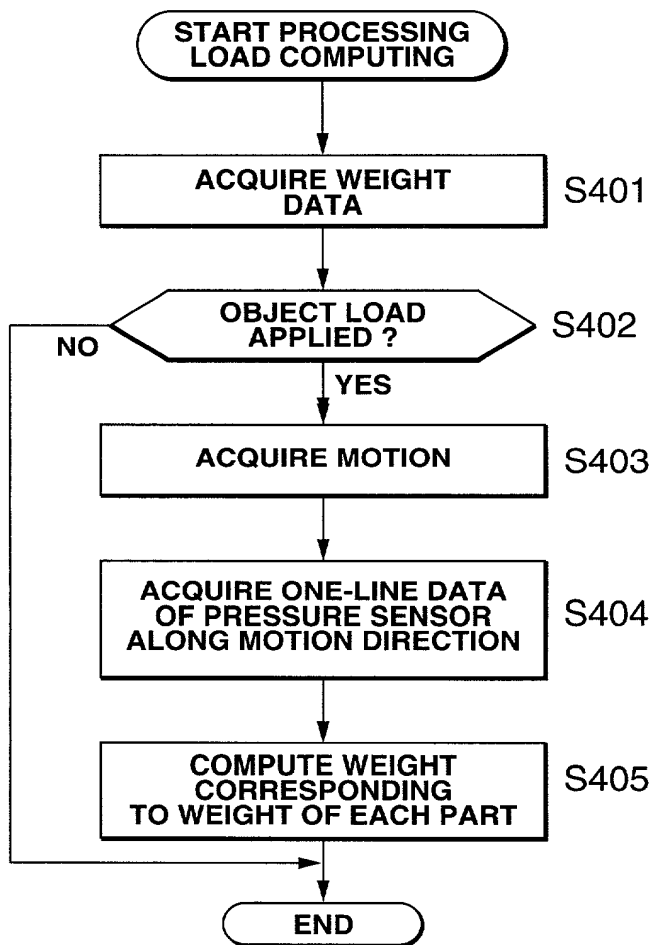 START PROCESSING
LOAD COMPUTING
ACQUIRE WEIGHT
DATA
S401
OBJECT LOAD
APPLIED ?
S402
NO
YES
ACQUIRE MOTION
S403
ACQUIRE ONE-LINE DATA
OF PRESSURE SENSOR
ALONG MOTION DIRECTION
S404
COMPUTE WEIGHT
CORRESPONDING
TO WEIGHT OF EACH PART
S405
END